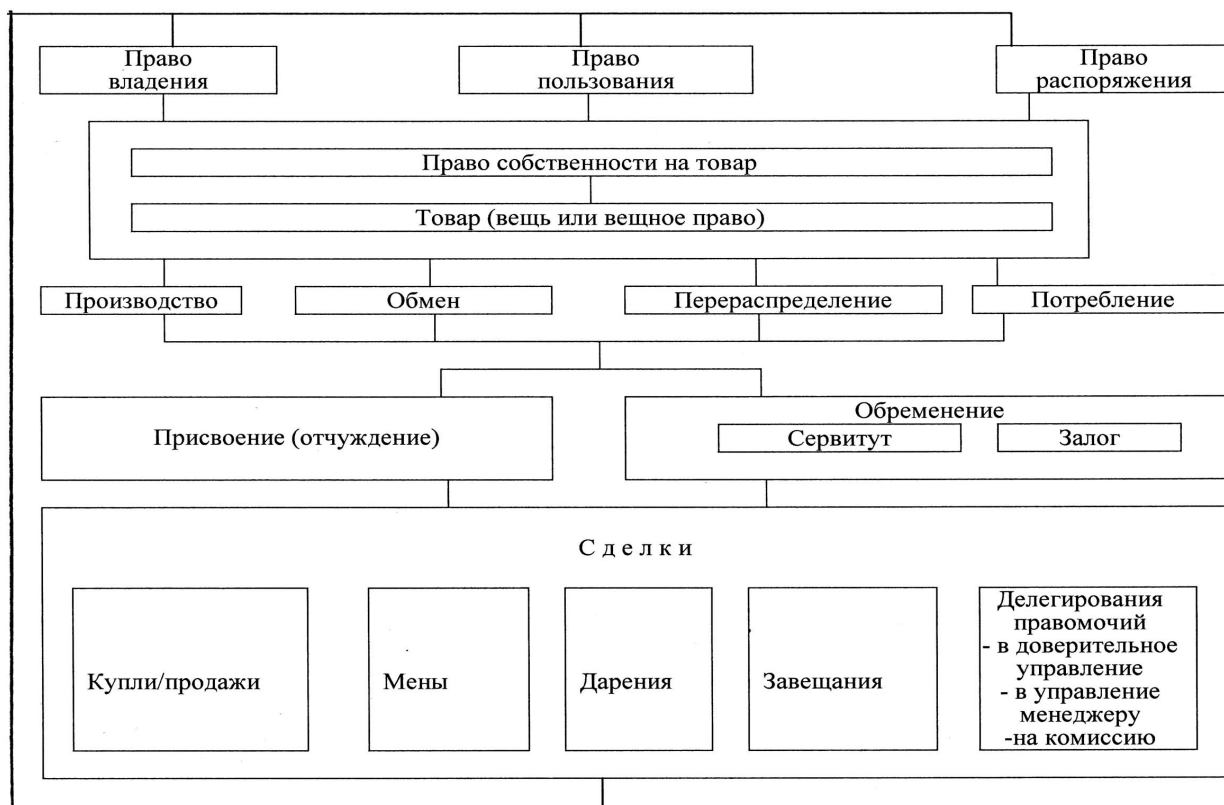 Право
владения
Право
пользования
Право
распоряжения
Право собственности на товар
Товар (вещь или вещное право)
Производство
Обмен
Перераспределение
Потребление
Присвоение (отчуждение)
Обременение
Сервитут
Залог
С д е л к и
Купли/продажи
Мены
Дарения
Завещания
Делегирования
правомочий
- в доверительное
управление
- в управление
менеджеру
-на комиссию